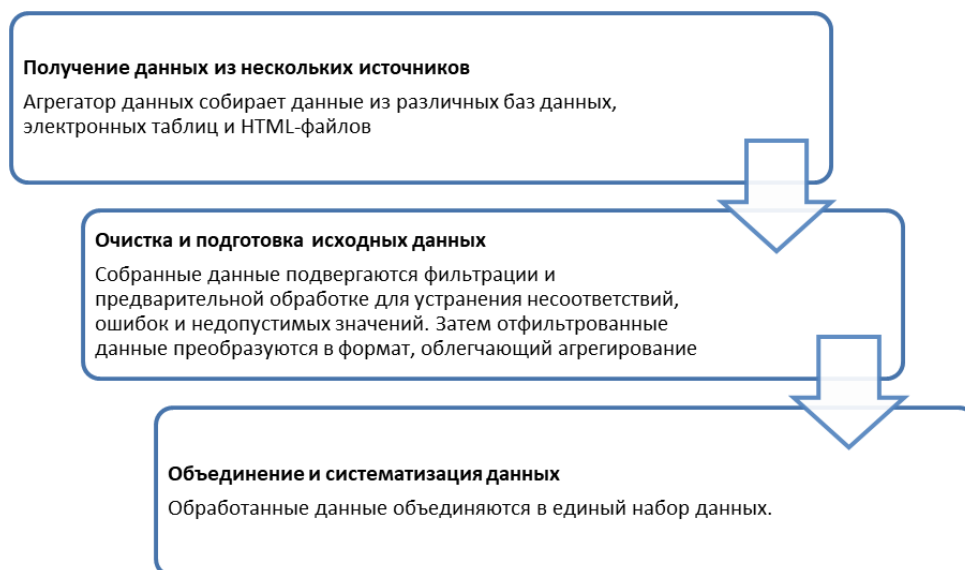 Получение данных из нескольких источников
Агрегатор данных собирает данные из различных баз данных,
электронных таблиц и HTML-файлов
Очистка и подготовка исходных данных
Собранные данные подвергаются фильтрации и
предварительной обработке для устранения несоответствий,
ошибок и недопустимых значений. Затем отфильтрованные
данные преобразуются в формат, облегчающий агрегирование
Объединение и систематизация данных
Обработанные данные объединяются в единый набор данных.